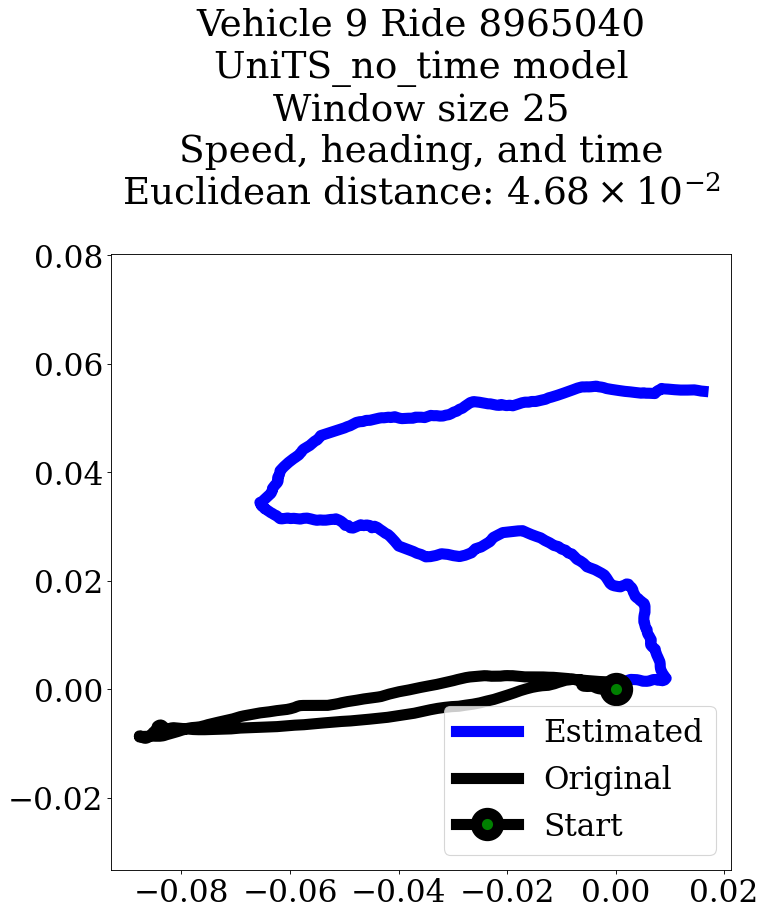 Vehicle 9 Ride 8965040
UniTS_no_time model
Window size 25
Speed, heading, and time
Euclidean distance: 4.68 × 10⁻²
0.08
0.06
0.04
0.02
0.00
−0.02
Estimated
Original
Start
−0.08 −0.06 −0.04 −0.02 0.00 0.02